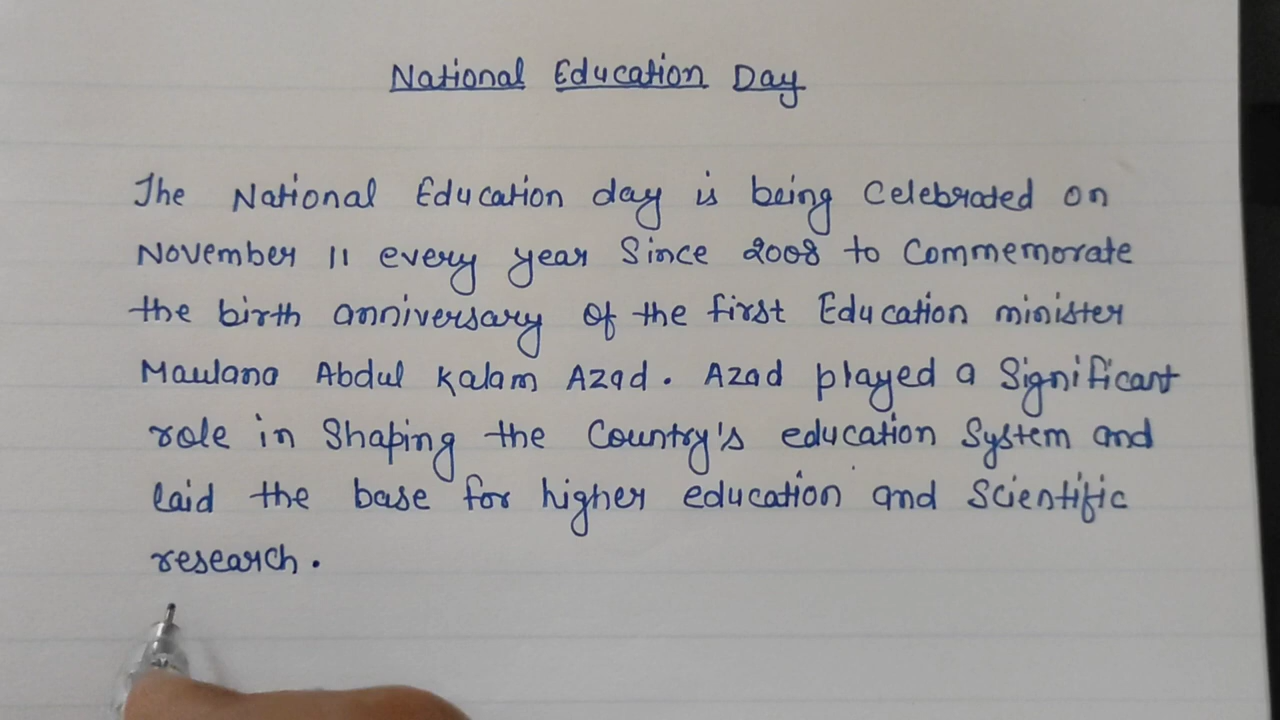 National Education Day
The National Education day is being Celebrated on
November 11 every year Since 2008 to Commemorate
the birth anniversary of the first Education minister
Maulana Abdul Kalam Azad. Azad played a Significant
role in Shaping the Country's education System and
laid the base for higher education and Scientific
research.